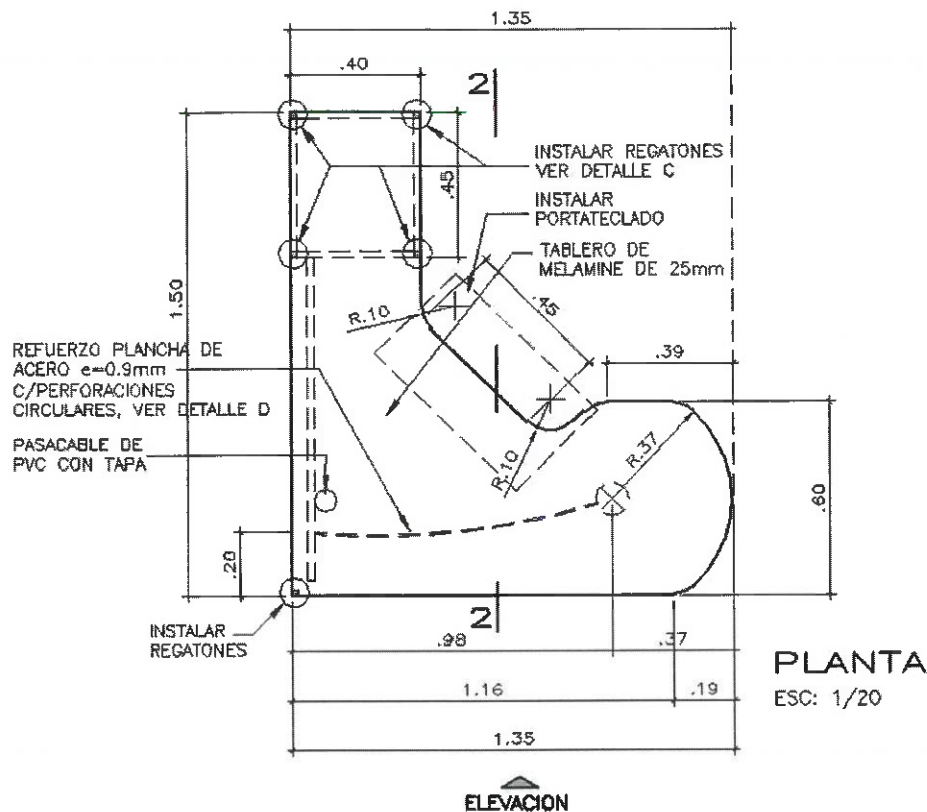 1.35
.40
2
INSTALAR REGATONES
VER DETALLE C
.45
INSTALAR
PORTATECLADO
TABLERO DE
MELAMINE DE 25mm
1.50
R.10
.45
.39
REFUERZO PLANCHA DE
ACERO e=0.9mm
C/PERFORACIONES
CIRCULARES, VER DETALLE D
PASACABLE DE
PVC CON TAPA
R.10
R.37
.60
.20
2
INSTALAR
REGATONES
.98
.37
PLANTA
1.16
.19
ESC: 1/20
1.35
ELEVACION